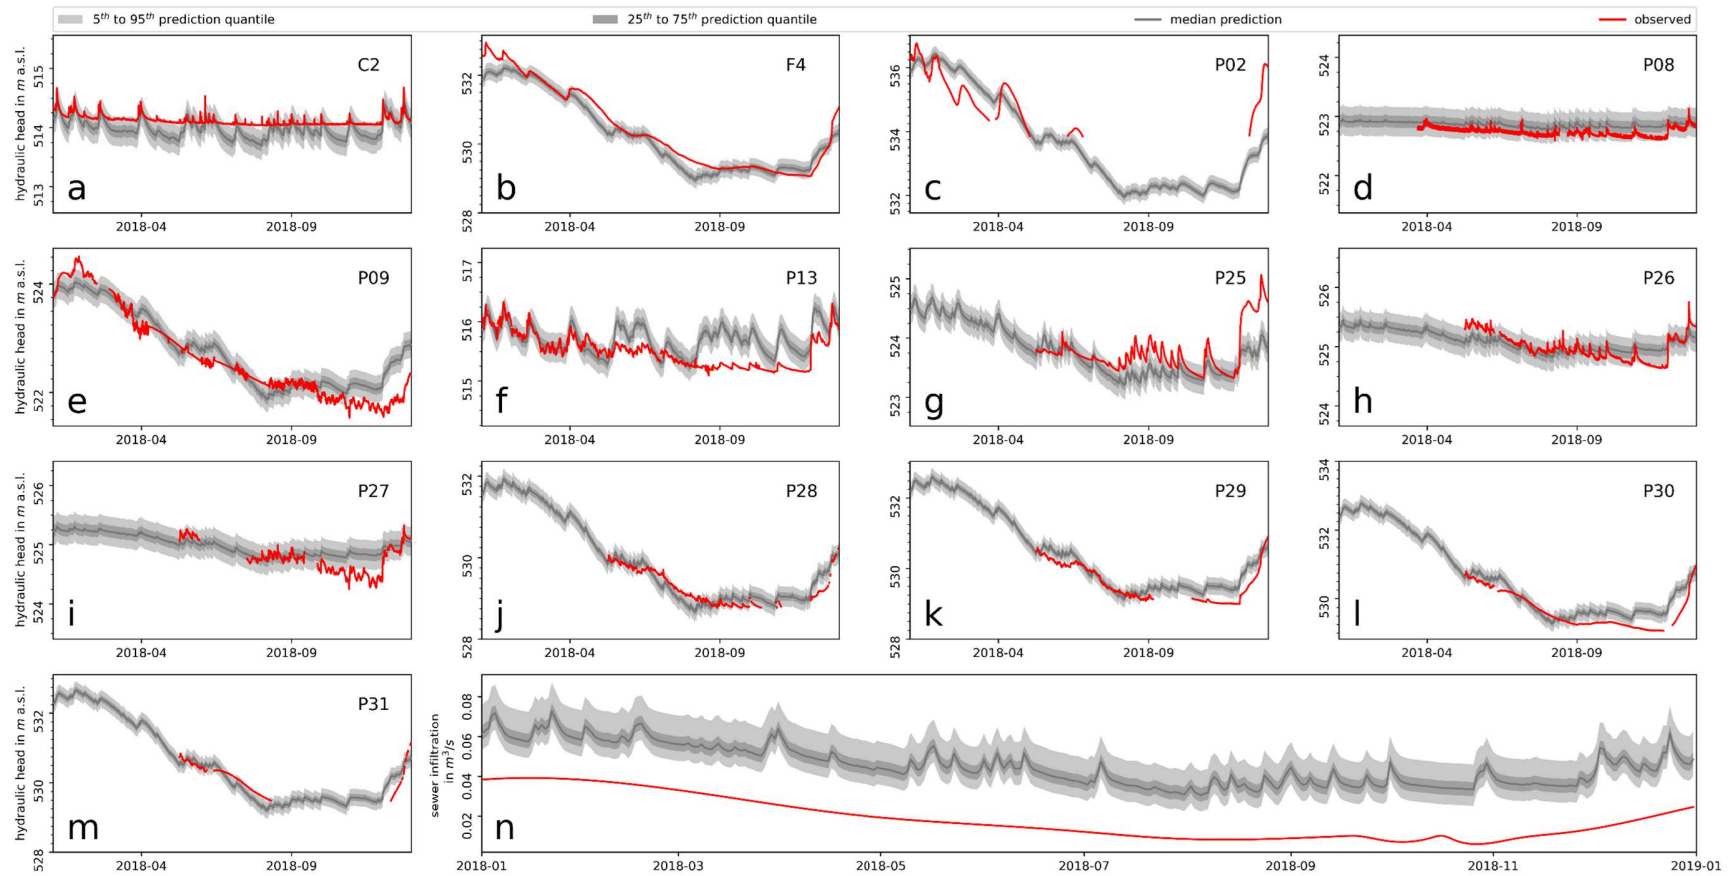 5th to 95th prediction quantile 25th to 75th prediction quantile median prediction observed
hydraulic head in m a.s.l.
515
514
513
513
C2
a
2018-04 2018-09
532
530
528
F4
b
2018-04 2018-09
536
534
532
P02
c
2018-04 2018-09
524
523
522
P08
d
2018-04 2018-09
hydraulic head in m a.s.l.
524
522
P09
e
2018-04 2018-09
517
516
515
P13
f
2018-04 2018-09
525
524
523
P25
g
2018-04 2018-09
526
525
524
P26
h
2018-04 2018-09
hydraulic head in m a.s.l.
526
525
524
P27
i
2018-04 2018-09
532
530
528
P28
j
2018-04 2018-09
532
530
528
P29
k
2018-04 2018-09
534
532
530
P30
l
2018-04 2018-09
hydraulic head in m a.s.l.
532
530
528
P31
m
2018-04 2018-09
sewer infiltration
in m³/s
0.08
0.06
0.04
0.02
n
2018-01 2018-03 2018-05 2018-07 2018-09 2018-11 2019-01